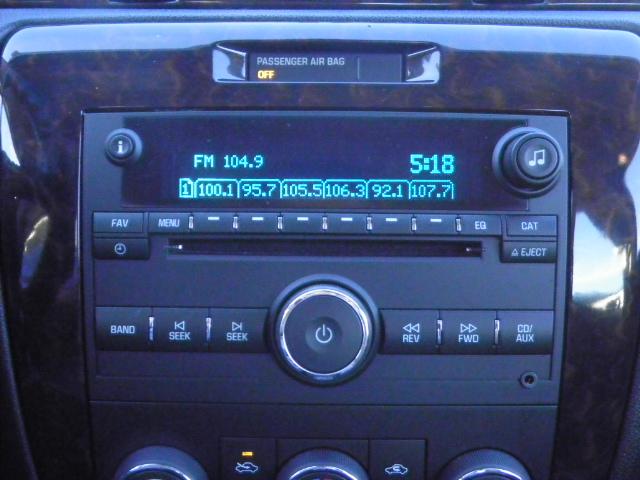 PASSENGER AIR BAG
OFF
FM 104.9 5:18
1 100.1 95.7 105.5 106.3 92.1 107.7
FAV MENU EQ CAT
EJECT
BAND SEEK SEEK REV FWD CD/AUX